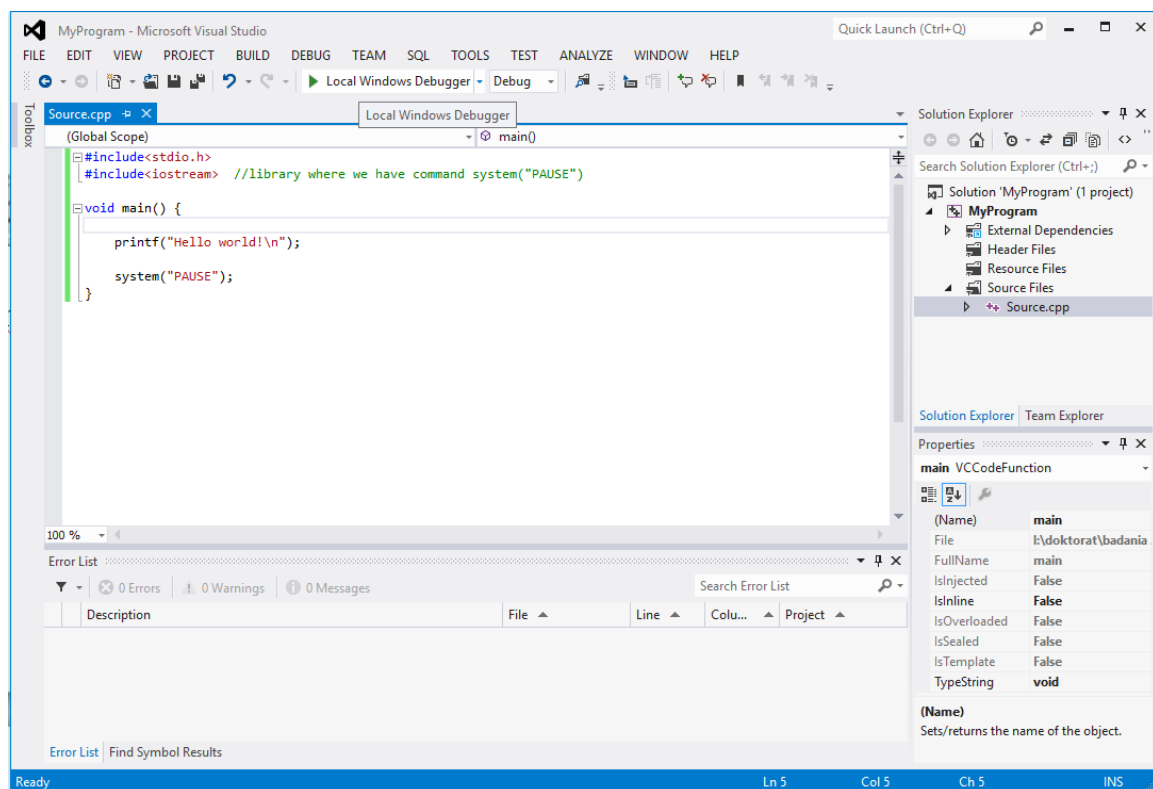 MyProgram - Microsoft Visual Studio
Quick Launch (Ctrl+Q)
FILE EDIT VIEW PROJECT BUILD DEBUG TEAM SQL TOOLS TEST ANALYZE WINDOW HELP
Local Windows Debugger Debug
Toolbox
Source.cpp
Local Windows Debugger
(Global Scope) main()
#include<stdio.h>
#include<iostream> //library where we have command system("PAUSE")
void main() {
printf("Hello world!\n");
system("PAUSE");
}
100 %
Error List
0 Errors 0 Warnings 0 Messages
Search Error List
Description File Line Colu... Project
Error List Find Symbol Results
Solution Explorer
Search Solution Explorer (Ctrl+;)
Solution 'MyProgram' (1 project)
MyProgram
External Dependencies
Header Files
Resource Files
Source Files
Source.cpp
Solution Explorer Team Explorer
Properties
main VCCodeFunction
(Name) main
File I:\doktorat\badania
FullName main
IsInjected False
IsInline False
IsOverloaded False
IsSealed False
IsTemplate False
TypeString void
(Name)
Sets/returns the name of the object.
Ready Ln 5 Col 5 Ch 5 INS